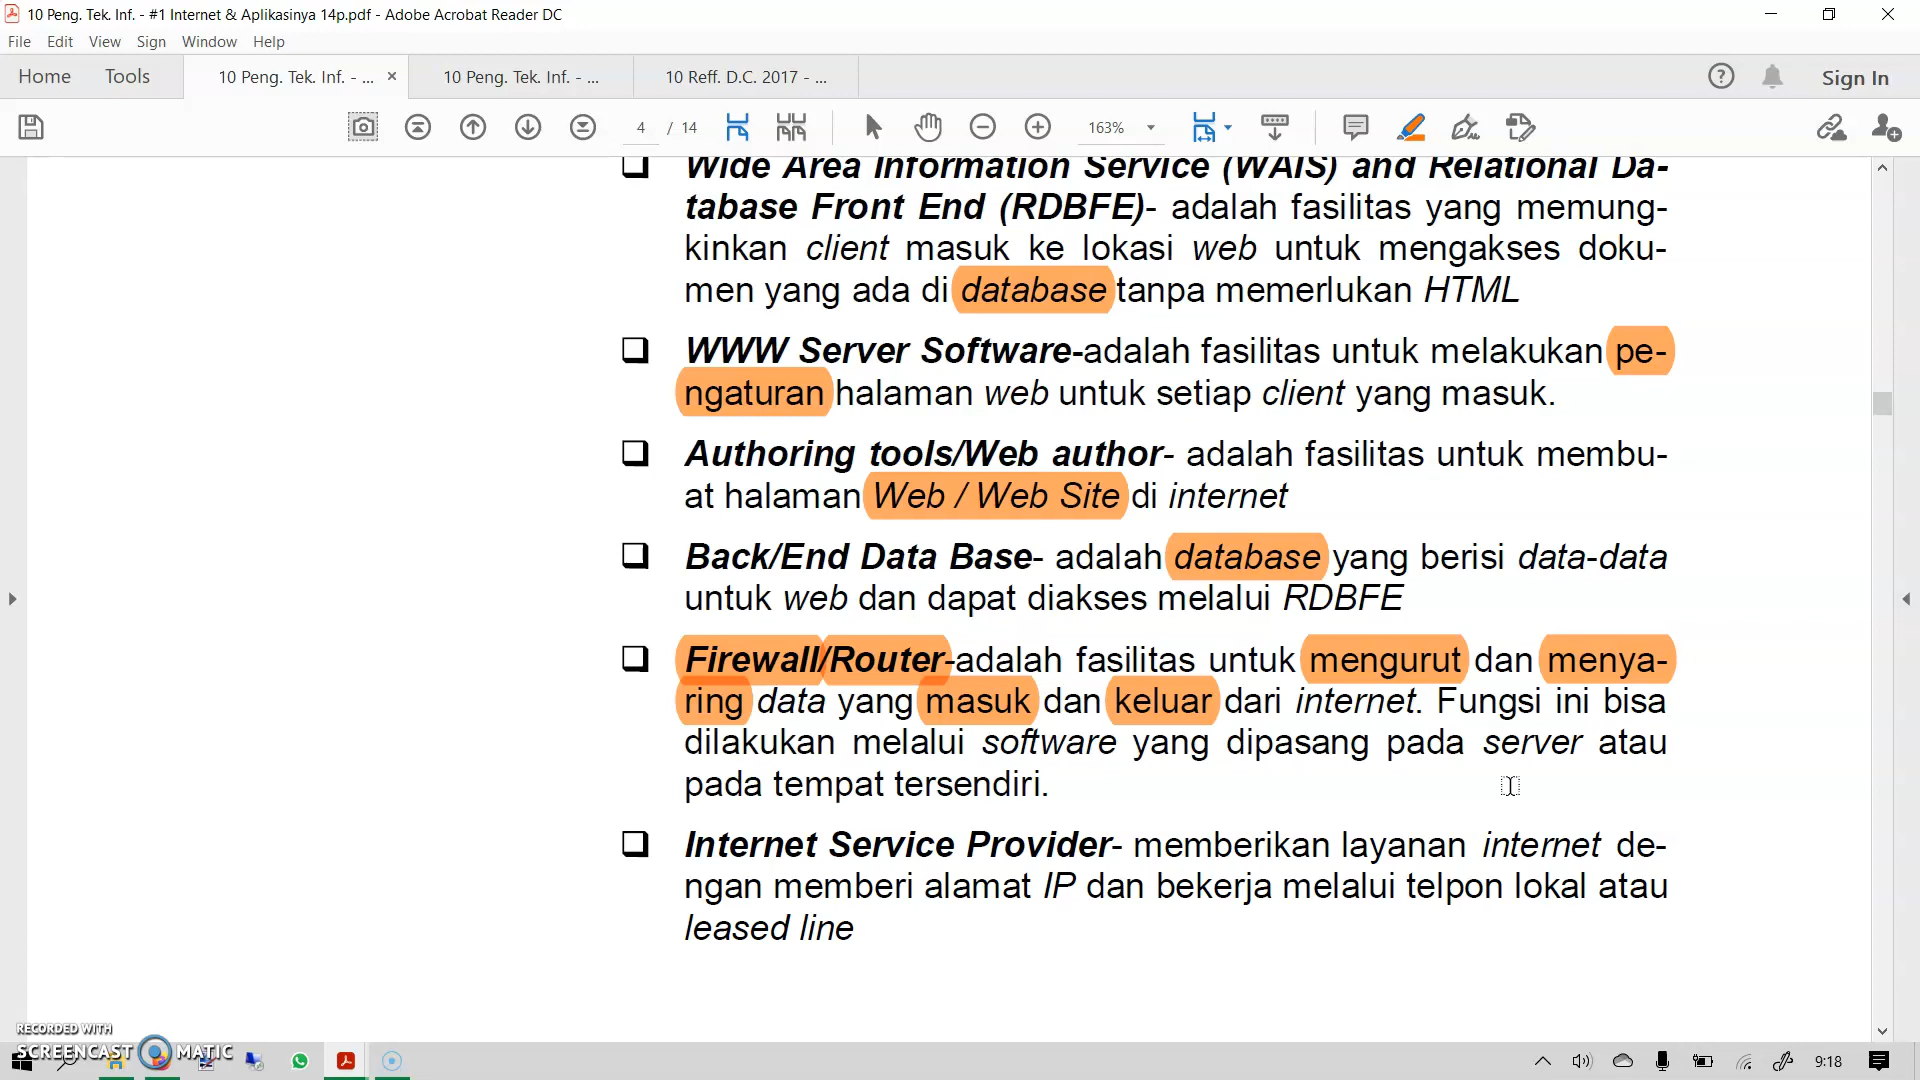 10 Peng. Tek. Inf. - #1 Internet & Aplikasinya 14p.pdf - Adobe Acrobat Reader DC
File Edit View Sign Window Help
Home Tools 10 Peng. Tek. Inf. - ... × 10 Peng. Tek. Inf. - ... 10 Reff. D.C. 2017 - ... Sign In
4 / 14 163%
Wide Area Information Service (WAIS) and Relational Da-
tabase Front End (RDBFE)- adalah fasilitas yang memung-
kinkan client masuk ke lokasi web untuk mengakses doku-
men yang ada di database tanpa memerlukan HTML
WWW Server Software-adalah fasilitas untuk melakukan pe-
ngaturan halaman web untuk setiap client yang masuk.
Authoring tools/Web author- adalah fasilitas untuk membu-
at halaman Web / Web Site di internet
Back/End Data Base- adalah database yang berisi data-data
untuk web dan dapat diakses melalui RDBFE
Firewall/Router-adalah fasilitas untuk mengurut dan menya-
ring data yang masuk dan keluar dari internet. Fungsi ini bisa
dilakukan melalui software yang dipasang pada server atau
pada tempat tersendiri.
Internet Service Provider- memberikan layanan internet de-
ngan memberi alamat IP dan bekerja melalui telpon lokal atau
leased line
RECORDED WITH
SCREENCAST MATIC
9:18